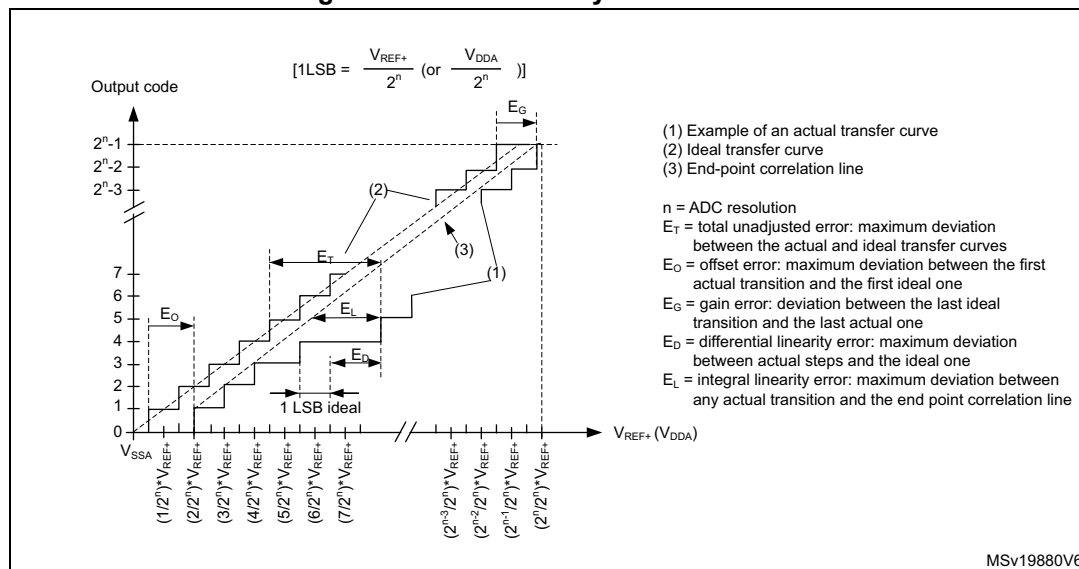 [1LSB = V_REF+ / 2^n (or V_DDA / 2^n )]
Output code
2^n-1
2^n-2
2^n-3
7
6
5
4
3
2
1
0
E_G
(2)
(3)
(1)
E_T
E_O
E_L
E_D
1 LSB ideal
V_SSA
(1/2^n)*V_REF+
(2/2^n)*V_REF+
(3/2^n)*V_REF+
(4/2^n)*V_REF+
(5/2^n)*V_REF+
(6/2^n)*V_REF+
(7/2^n)*V_REF+
(2^n-3/2^n)*V_REF+
(2^n-2/2^n)*V_REF+
(2^n-1/2^n)*V_REF+
(2^n/2^n)*V_REF+
V_REF+ (V_DDA)
(1) Example of an actual transfer curve
(2) Ideal transfer curve
(3) End-point correlation line
n = ADC resolution
E_T = total unadjusted error: maximum deviation
between the actual and ideal transfer curves
E_O = offset error: maximum deviation between the first
actual transition and the first ideal one
E_G = gain error: deviation between the last ideal
transition and the last actual one
E_D = differential linearity error: maximum deviation
between actual steps and the ideal one
E_L = integral linearity error: maximum deviation between
any actual transition and the end point correlation line
MSv19880V6